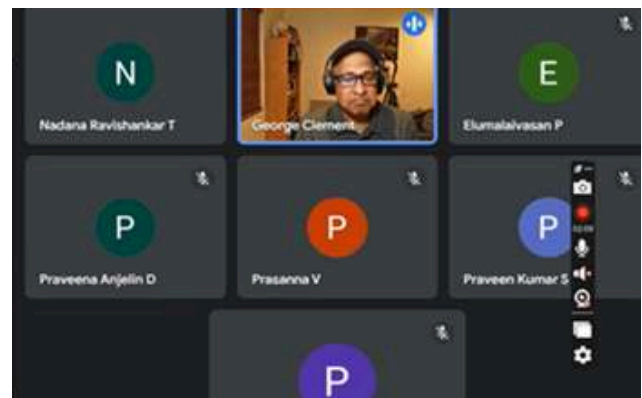 N
Nadana Ravishankar T
George Clement
E
Elumalaivasan P
P
Praveena Anjelin D
P
Prasanna V
P
Praveen Kumar S
P